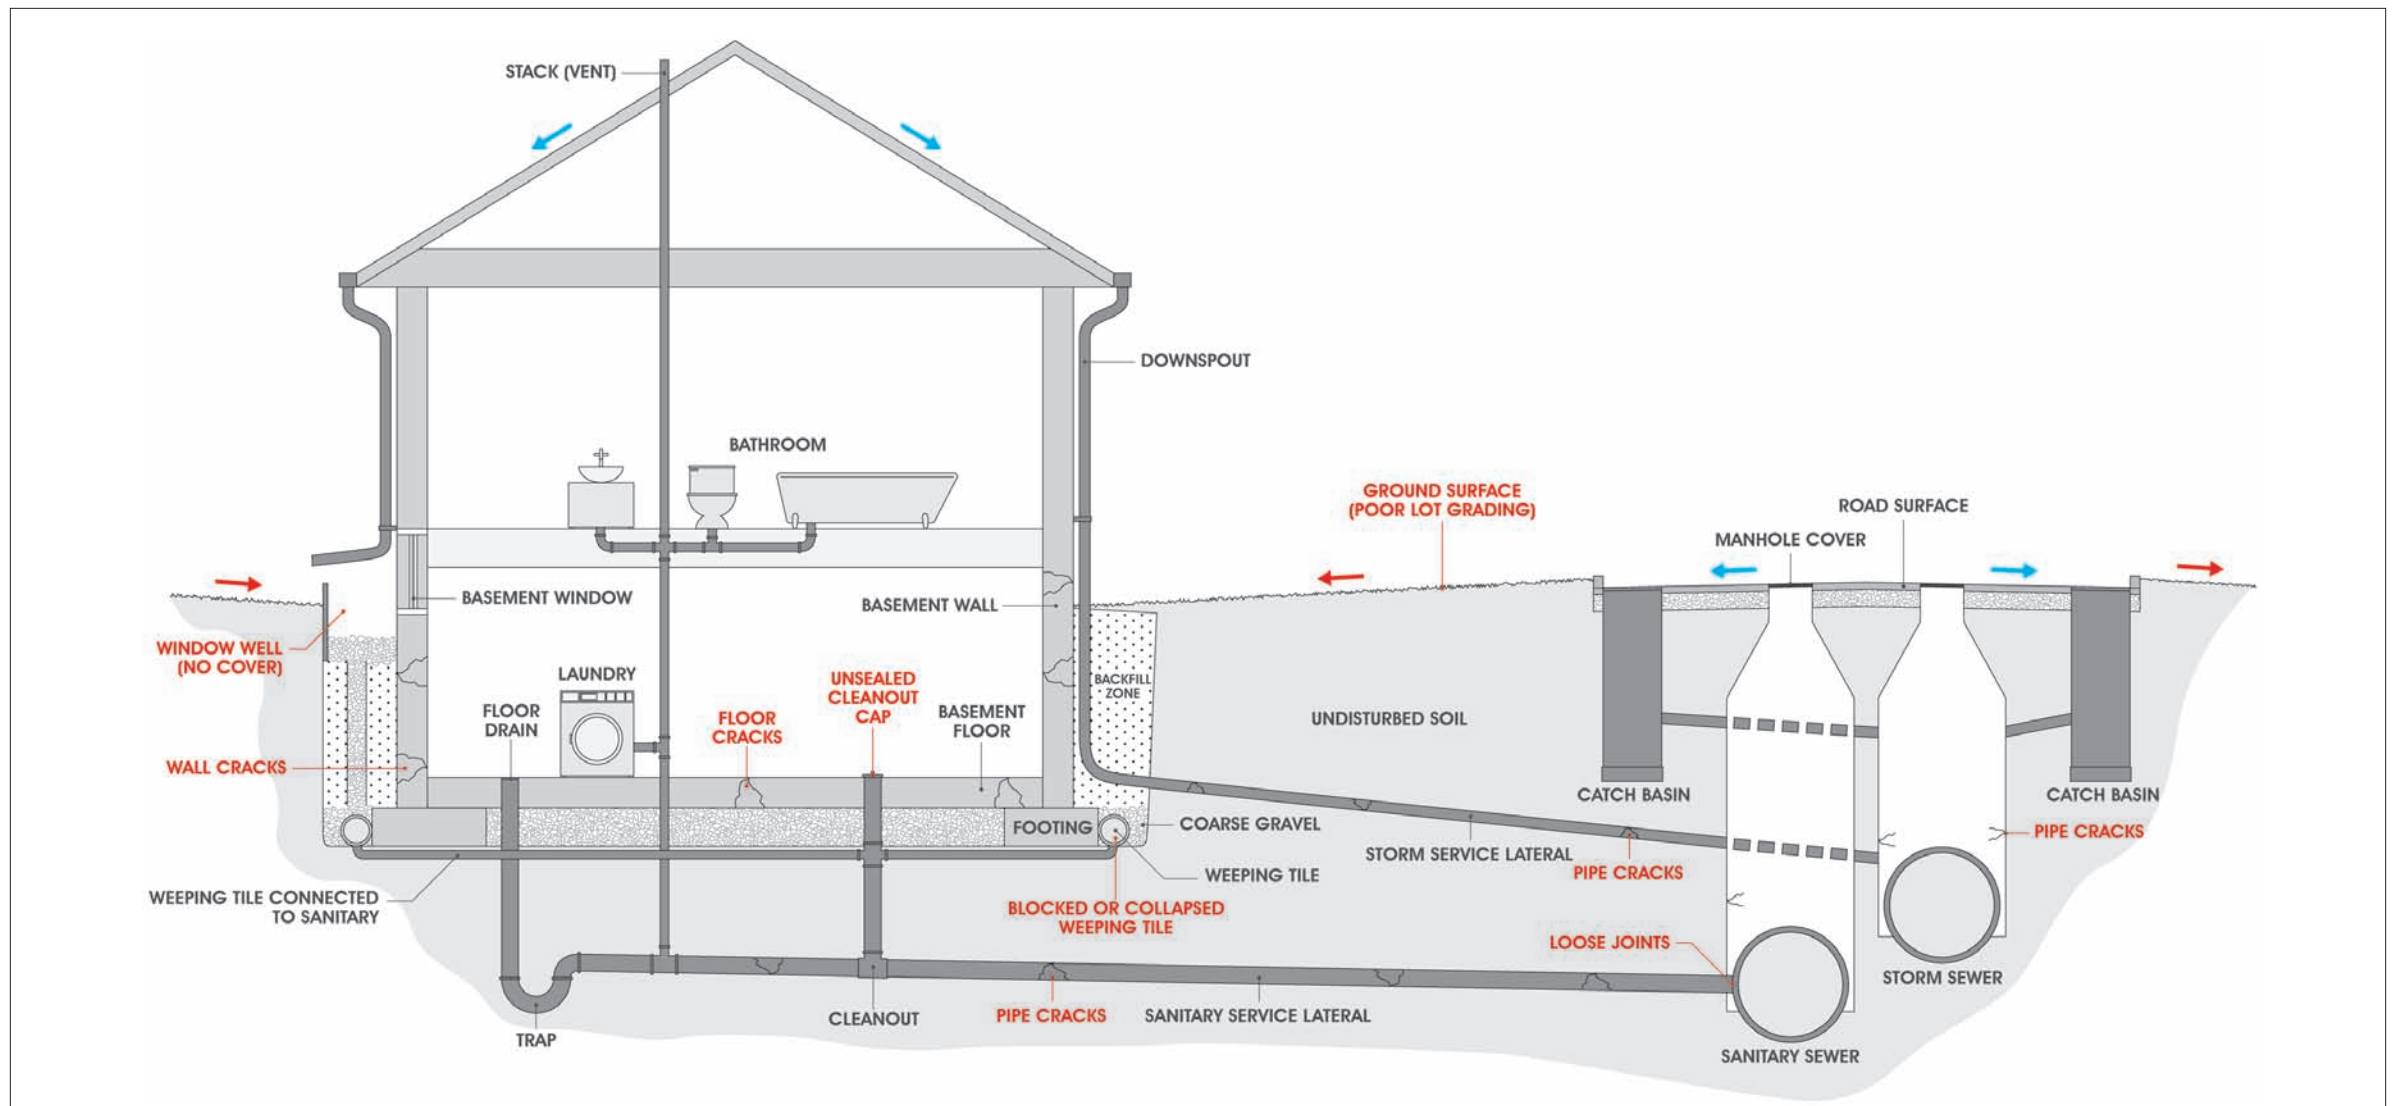 STACK (VENT)
DOWNSPOUT
BATHROOM
GROUND SURFACE
(POOR LOT GRADING)
ROAD SURFACE
MANHOLE COVER
BASEMENT WINDOW
BASEMENT WALL
WINDOW WELL
(NO COVER)
LAUNDRY
UNSEALED
CLEANOUT
CAP
BACKFILL
ZONE
FLOOR
DRAIN
FLOOR
CRACKS
BASEMENT
FLOOR
UNDISTURBED SOIL
WALL CRACKS
CATCH BASIN
CATCH BASIN
FOOTING
COARSE GRAVEL
PIPE CRACKS
STORM SERVICE LATERAL
PIPE CRACKS
WEEPING TILE
WEEPING TILE CONNECTED
TO SANITARY
BLOCKED OR COLLAPSED
WEEPING TILE
LOOSE JOINTS
STORM SEWER
CLEANOUT
PIPE CRACKS
SANITARY SERVICE LATERAL
TRAP
SANITARY SEWER